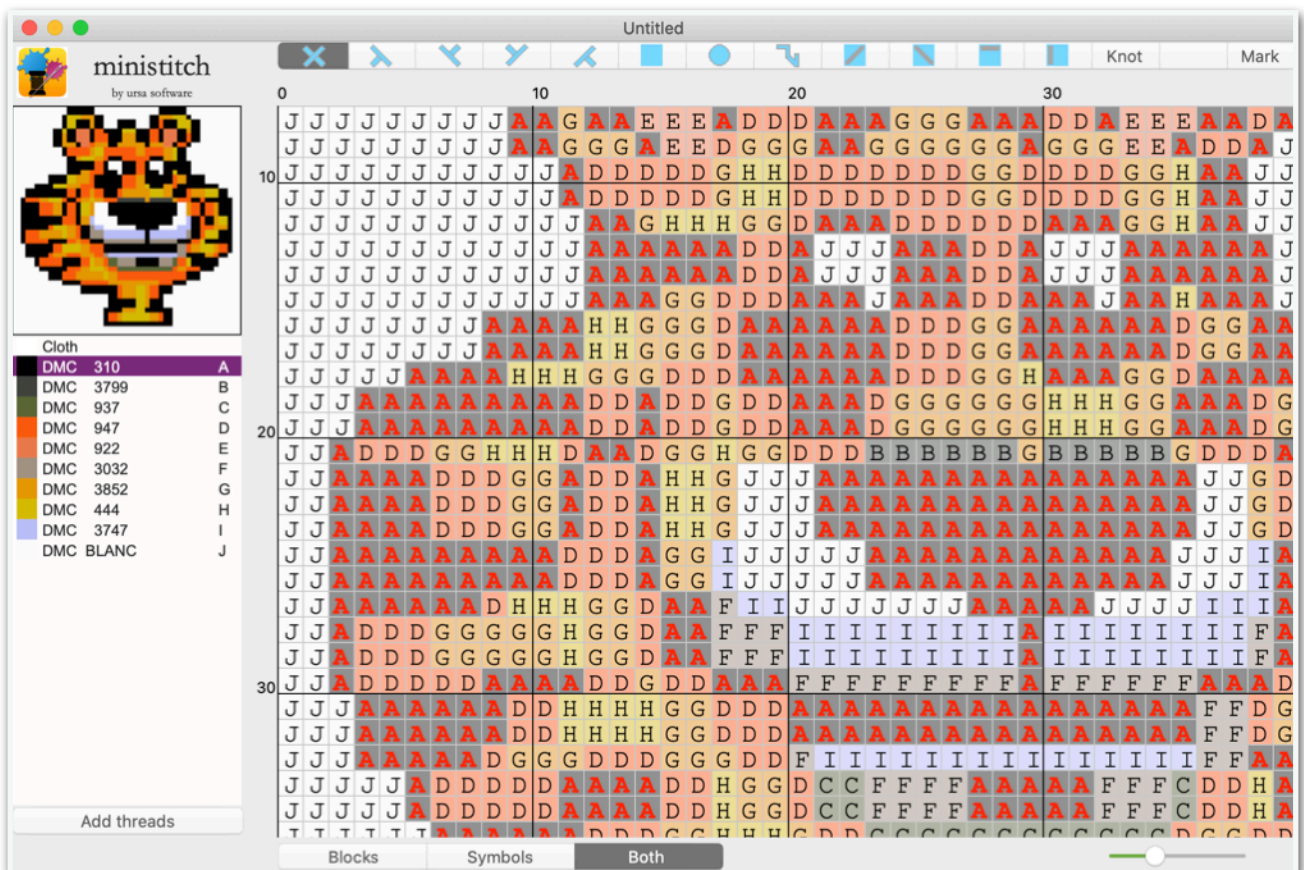 Untitled
ministitch
by ursa software
Knot Mark
0 10 20 30
J J J J J J J J J A A G A A E E E A D D D A A A G G G A A A D D A E E E A A D A
J J J J J J J J J A A G G G A E E D G G G A A G G G G G G A G G G E E A D D A J
10 J J J J J J J J J J J A D D D D D G H H D D D D D D D G G D D D D G G H A A J J
J J J J J J J J J J J A D D D D D G H H D D D D D D D G G D D D D G G H A A J J
J J J J J J J J J J J J A A G H H H G G D A A A D D D D D D A A A G G H A A J J
J J J J J J J J J J J J A A A A A A D D A J J J A A A D D A J J J A A A A A A J
J J J J J J J J J J J J A A A A A A D D A J J J A A A D D A J J J A A A A A A J
J J J J J J J J J J J J A A A G G D D D A A A J A A A D D A A A J A A H A A A J
J J J J J J J J A A A A H H G G G D A A A A A A D D D G G A A A A A A D G G A A
J J J J J J J J A A A A H H G G G D A A A A A A D D D G G A A A A A A D G G A A
J J J J J A A A A H H H G G G D D D A A A A A A D D D G G H A A A G G D A A A A
J J J A A A A A A A A A D D A D D G D D A A A D G G G G G G H H H G G A A A D G
20 J J J A A A A A A A A A D D A D D G D D A A A D G G G G G G H H H G G A A A D G
J J A D D D G G H H H D A A D G G H G G D D D B B B B B B G B B B B B G D D D A
J J A A A A D D D G G A D D A H H G J J J A A A A A A A A A A A A A A A J J G D
J J A A A A D D D G G A D D A H H G J J J A A A A A A A A A A A A A A A J J G D
J J A A A A D D D G G A D D A H H G J J J A A A A A A A A A A A A A A A J J G D
J J A A A A A A A A A D D D A G G I J J J J J A A A A A A A A A A A A J J J I A
J J A A A A A A A A A D D D A G G I J J J J J A A A A A A A A A A A A J J J I A
J J A A A A A A D H H H G G D A A F I I J J J J J J J A A A A A J J J J I I I A
J J A D D D G G G G G H G G D A A F F F I I I I I I I I I A I I I I I I I I F A
J J A D D D G G G G G H G G D A A F F F I I I I I I I I I A I I I I I I I I F A
30 J J A D D D D D A A A A D D G D D A A A F F F F F F F F F A F F F F F F A A A D
J J J A A A A A A D D H H H H G G D D D A A A A A A A A A A A A A A A A F F D G
J J J A A A A A A D D H H H H G G D D D A A A A A A A A A A A A A A A A F F D G
J J J A A A A A D G G G D D D G G G D D F I I I I I I I I I I I I I I I F F A A
J J J J J A D D D D D A A A A D D H G G D C C F F F F A A A A A F F F C D D H A
J J J J J A D D D D D A A A A D D H G G D C C F F F F A A A A A F F F C D D H A
Cloth
DMC 310 A
DMC 3799 B
DMC 937 C
DMC 947 D
DMC 922 E
DMC 3032 F
DMC 3852 G
DMC 444 H
DMC 3747 I
DMC BLANC J
Add threads
Blocks Symbols Both